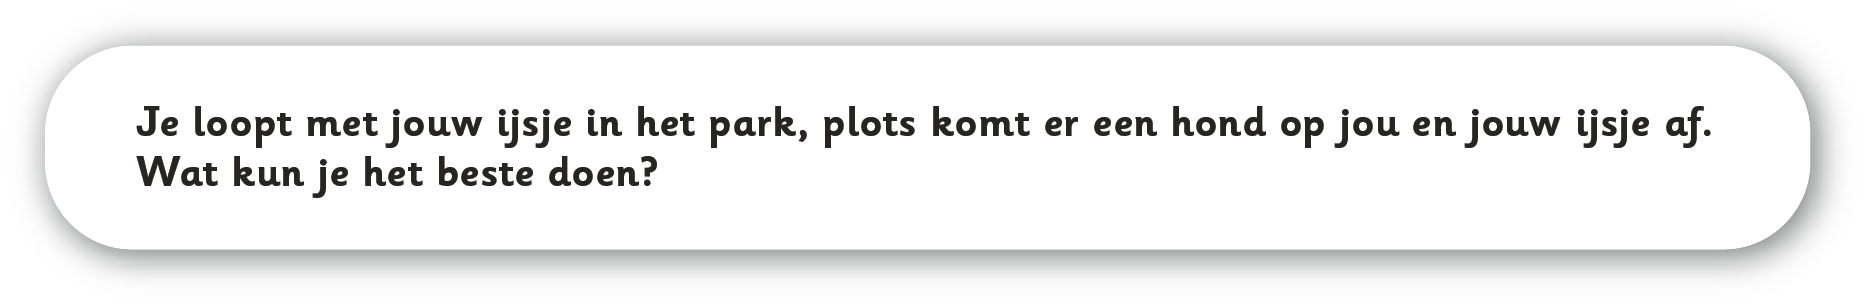 Je loopt met jouw ijsje in het park, plots komt er een hond op jou en jouw ijsje af.
Wat kun je het beste doen?